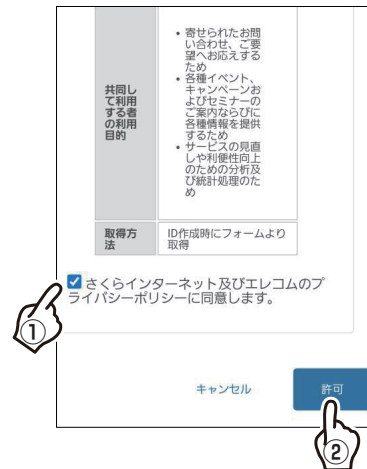 ・寄せられたお問
い合わせ、ご要
望へお応えする
ため
・各種イベント、
キャンペーンお
よびセミナーの
ご案内ならびに
各種情報を提供
するため
・サービスの見直
しや利便性向上
のための分析及
び統計処理のた
め
共同し
て利用
する者
の利用
目的
取得方
法
ID作成時にフォームより
取得
さくらインターネット及びエレコムのプ
ライバシーポリシーに同意します。
①
キャンセル
許可
②